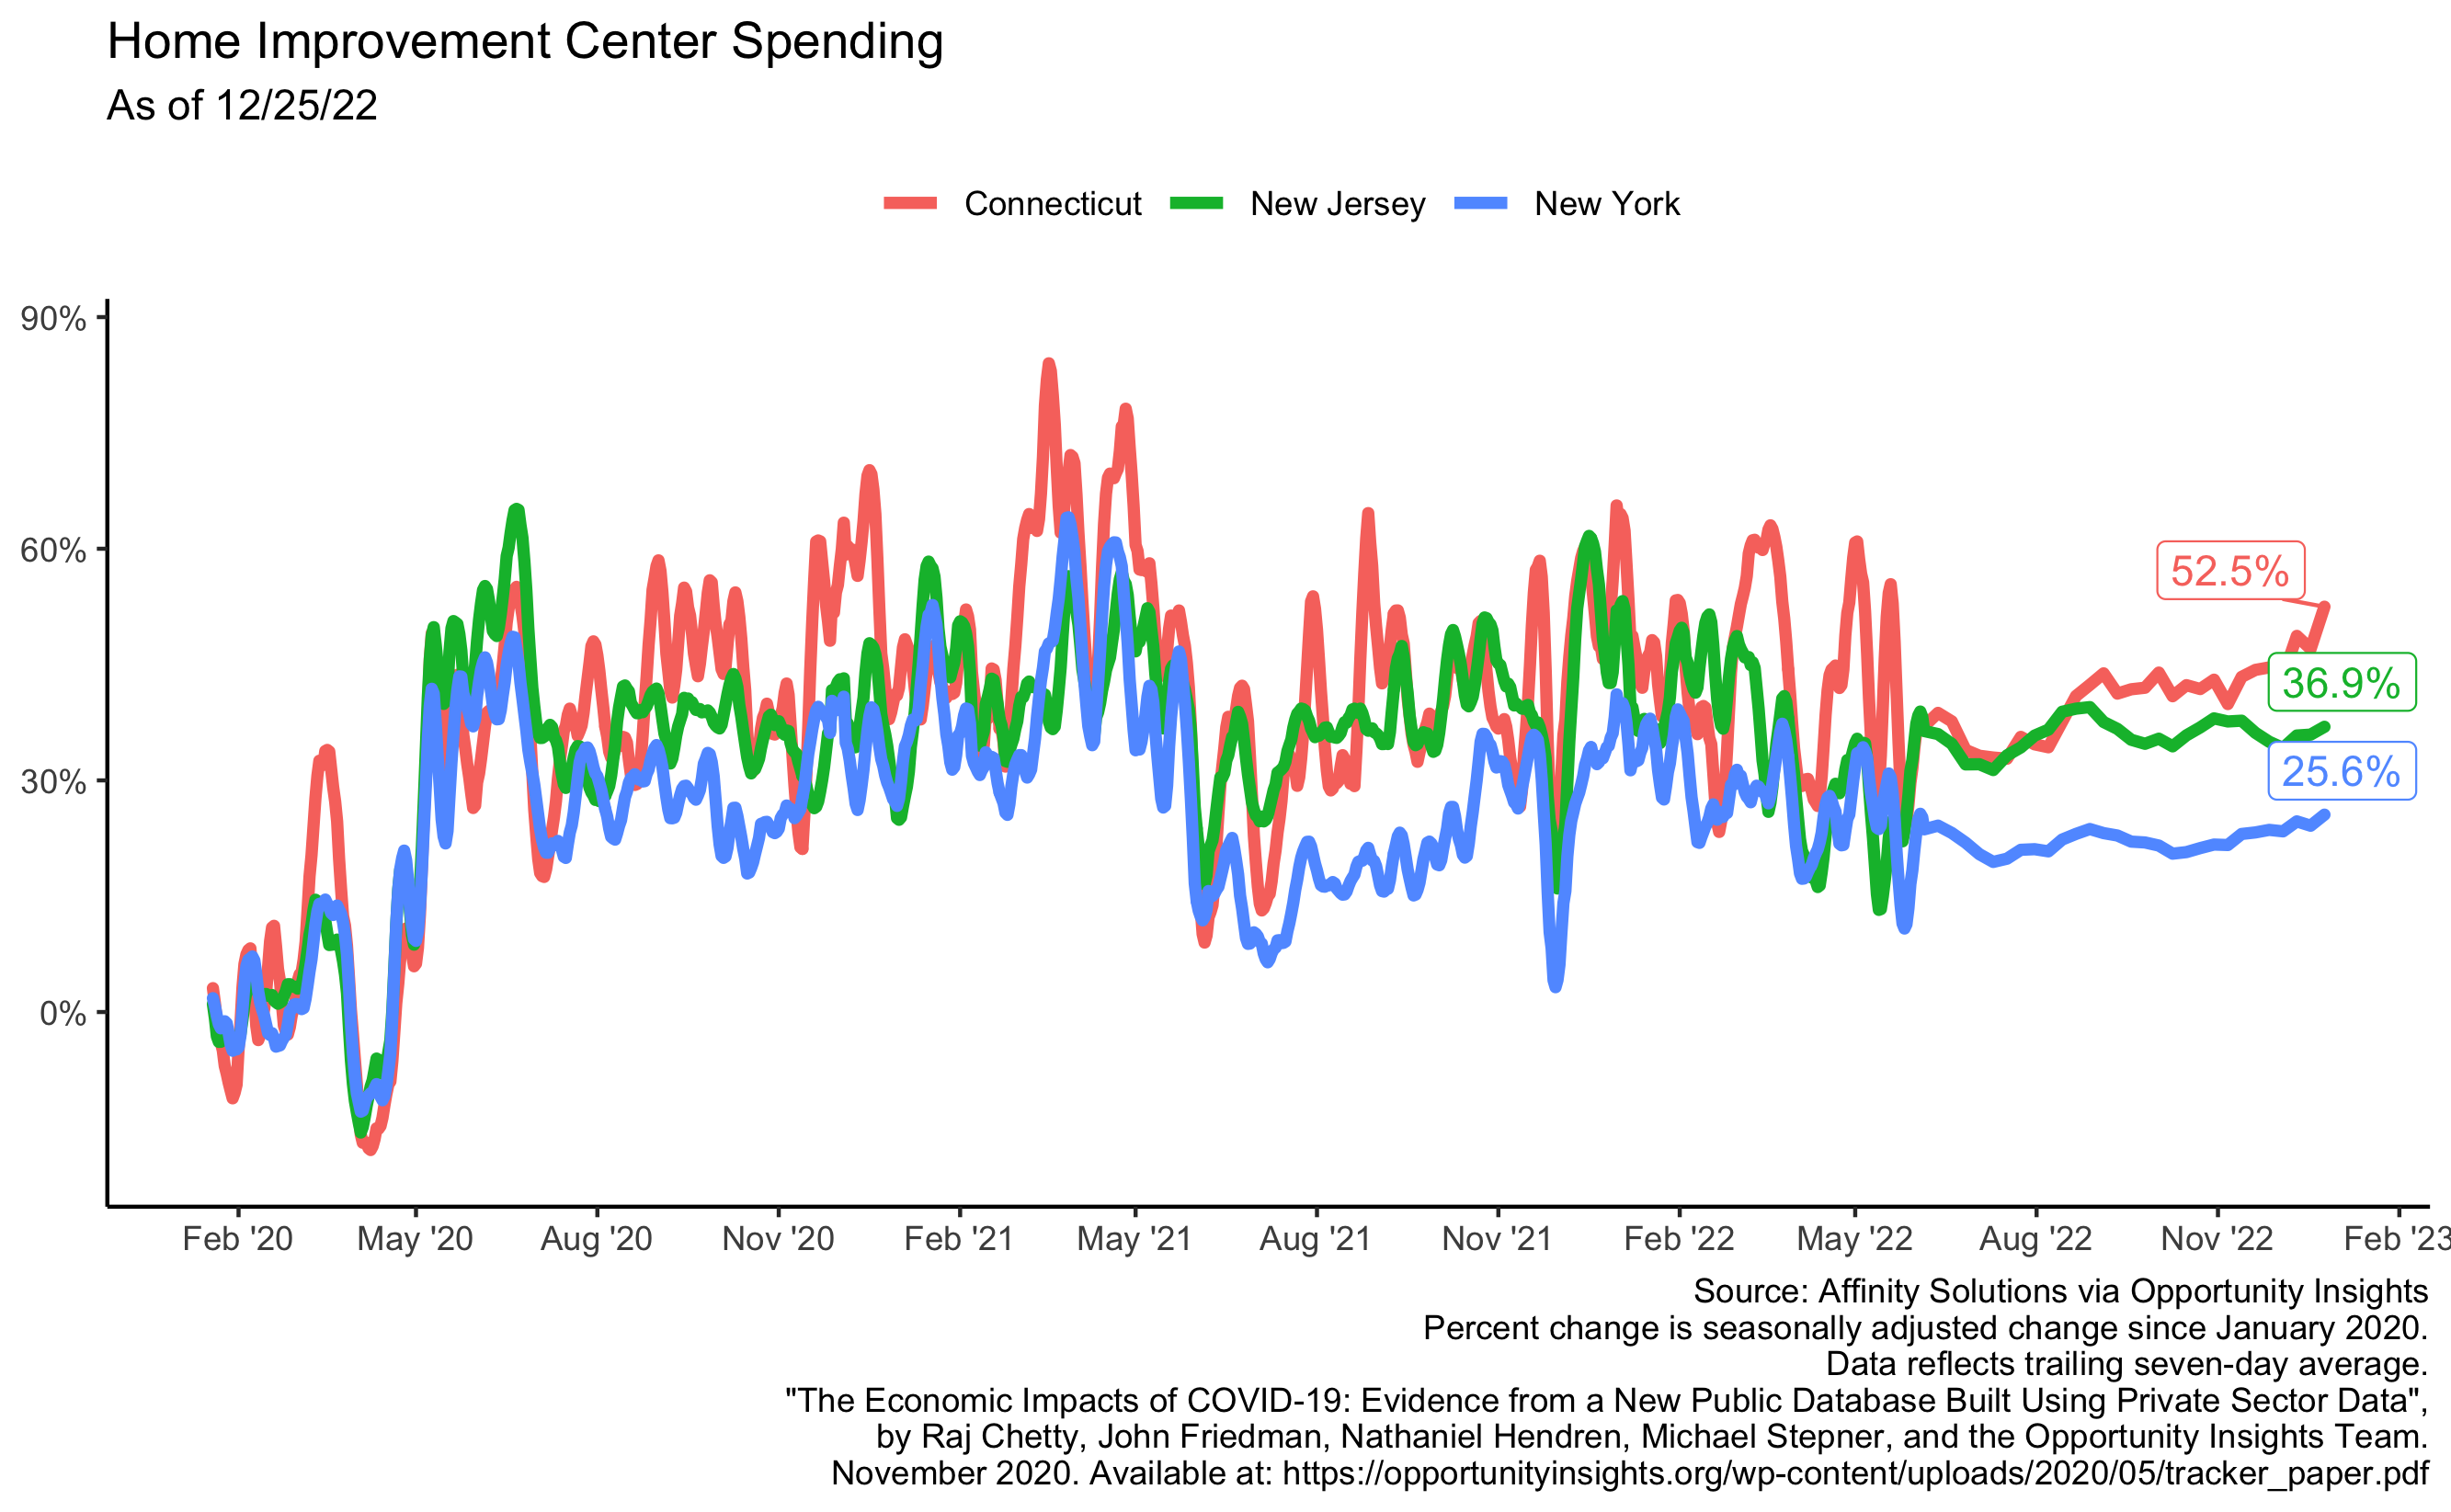 Home Improvement Center Spending
As of 12/25/22
Connecticut New Jersey New York
90%
60%
30%
0%
52.5%
36.9%
25.6%
Feb '20 May '20 Aug '20 Nov '20 Feb '21 May '21 Aug '21 Nov '21 Feb '22 May '22 Aug '22 Nov '22 Feb '23
Source: Affinity Solutions via Opportunity Insights
Percent change is seasonally adjusted change since January 2020.
Data reflects trailing seven-day average.
"The Economic Impacts of COVID-19: Evidence from a New Public Database Built Using Private Sector Data",
by Raj Chetty, John Friedman, Nathaniel Hendren, Michael Stepner, and the Opportunity Insights Team.
November 2020. Available at: https://opportunityinsights.org/wp-content/uploads/2020/05/tracker_paper.pdf